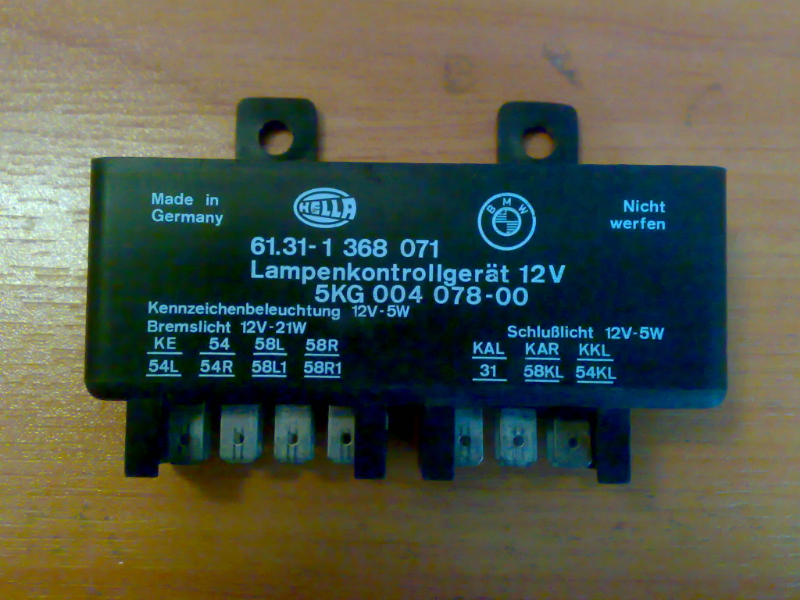 Made in
Germany
HELLA
BMW
Nicht
werfen
61.31-1 368 071
Lampenkontrollgerät 12V
5KG 004 078-00
Kennzeichenbeleuchtung 12V-5W
Bremslicht 12V-21W
Schlußlicht 12V-5W
KE 54 58L 58R
54L 54R 58L1 58R1
KAL KAR KKL
31 58KL 54KL